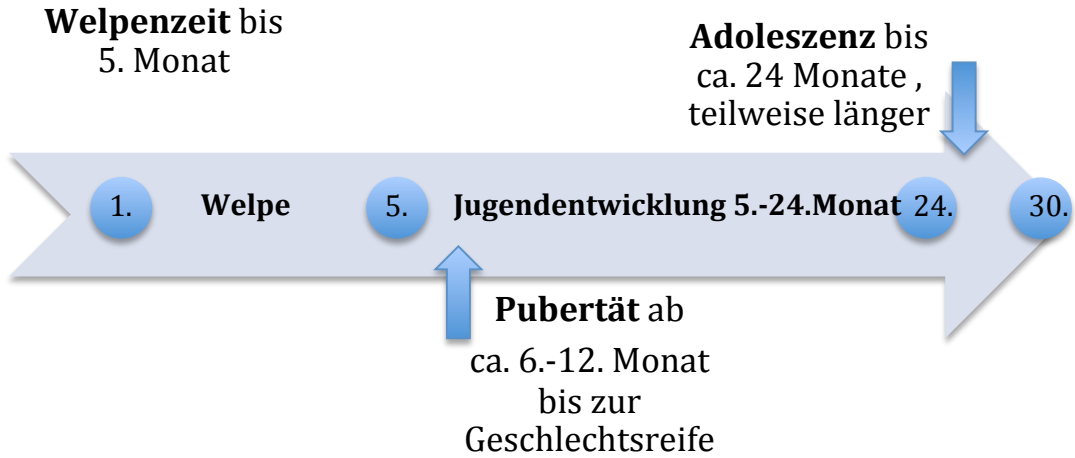 Welpenzeit bis
5. Monat
Adoleszenz bis
ca. 24 Monate ,
teilweise länger
1.
Welpe
5.
Jugendentwicklung 5.-24.Monat
24.
30.
Pubertät ab
ca. 6.-12. Monat
bis zur
Geschlechtsreife